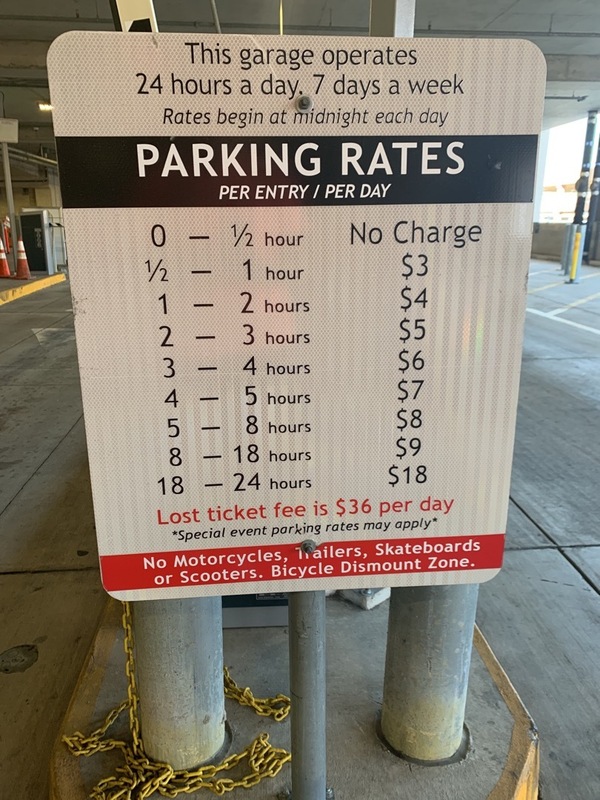 This garage operates
24 hours a day, 7 days a week
Rates begin at midnight each day
PARKING RATES
PER ENTRY / PER DAY
0 — ½ hour No Charge
½ — 1 hour $3
1 — 2 hours $4
2 — 3 hours $5
3 — 4 hours $6
4 — 5 hours $7
5 — 8 hours $8
8 — 18 hours $9
18 — 24 hours $18
Lost ticket fee is $36 per day
*Special event parking rates may apply*
No Motorcycles, Trailers, Skateboards
or Scooters. Bicycle Dismount Zone.